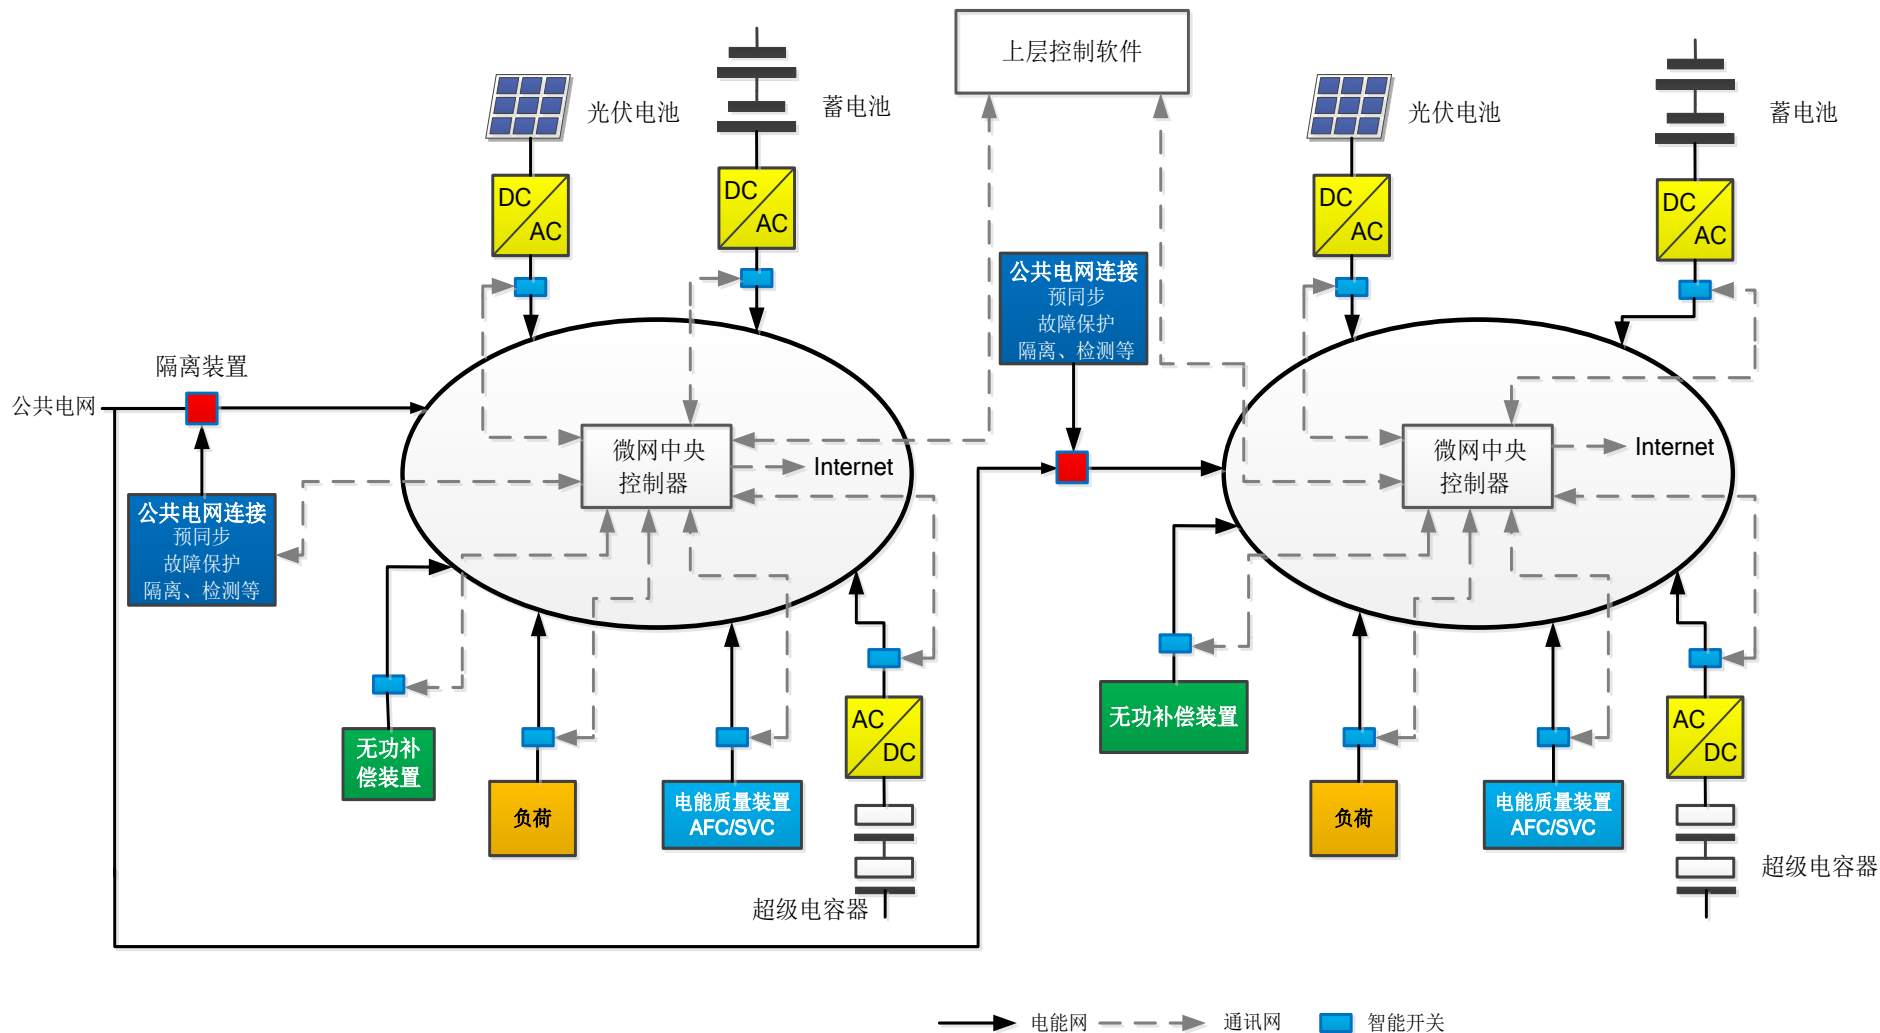 上层控制软件
光伏电池
蓄电池
光伏电池
蓄电池
DC
AC
DC
AC
DC
AC
DC
AC
公共电网连接
预同步
故障保护
隔离、检测等
隔离装置
公共电网
微网中央
控制器
Internet
微网中央
控制器
Internet
公共电网连接
预同步
故障保护
隔离、检测等
无功补
偿装置
负荷
电能质量装置
AFC/SVC
AC
DC
超级电容器
无功补偿装置
负荷
电能质量装置
AFC/SVC
AC
DC
超级电容器
电能网
通讯网
智能开关